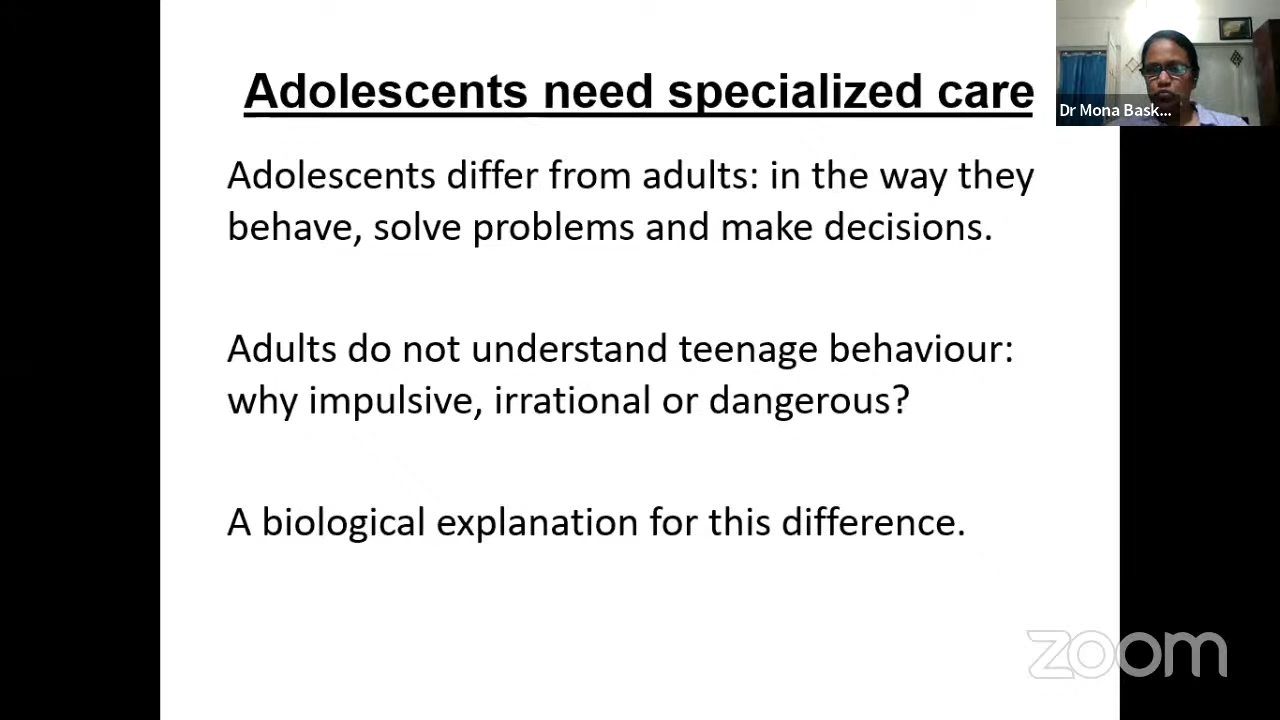 Adolescents need specialized care
Dr Mona Bask...
Adolescents differ from adults: in the way they
behave, solve problems and make decisions.
Adults do not understand teenage behaviour:
why impulsive, irrational or dangerous?
A biological explanation for this difference.
zoom